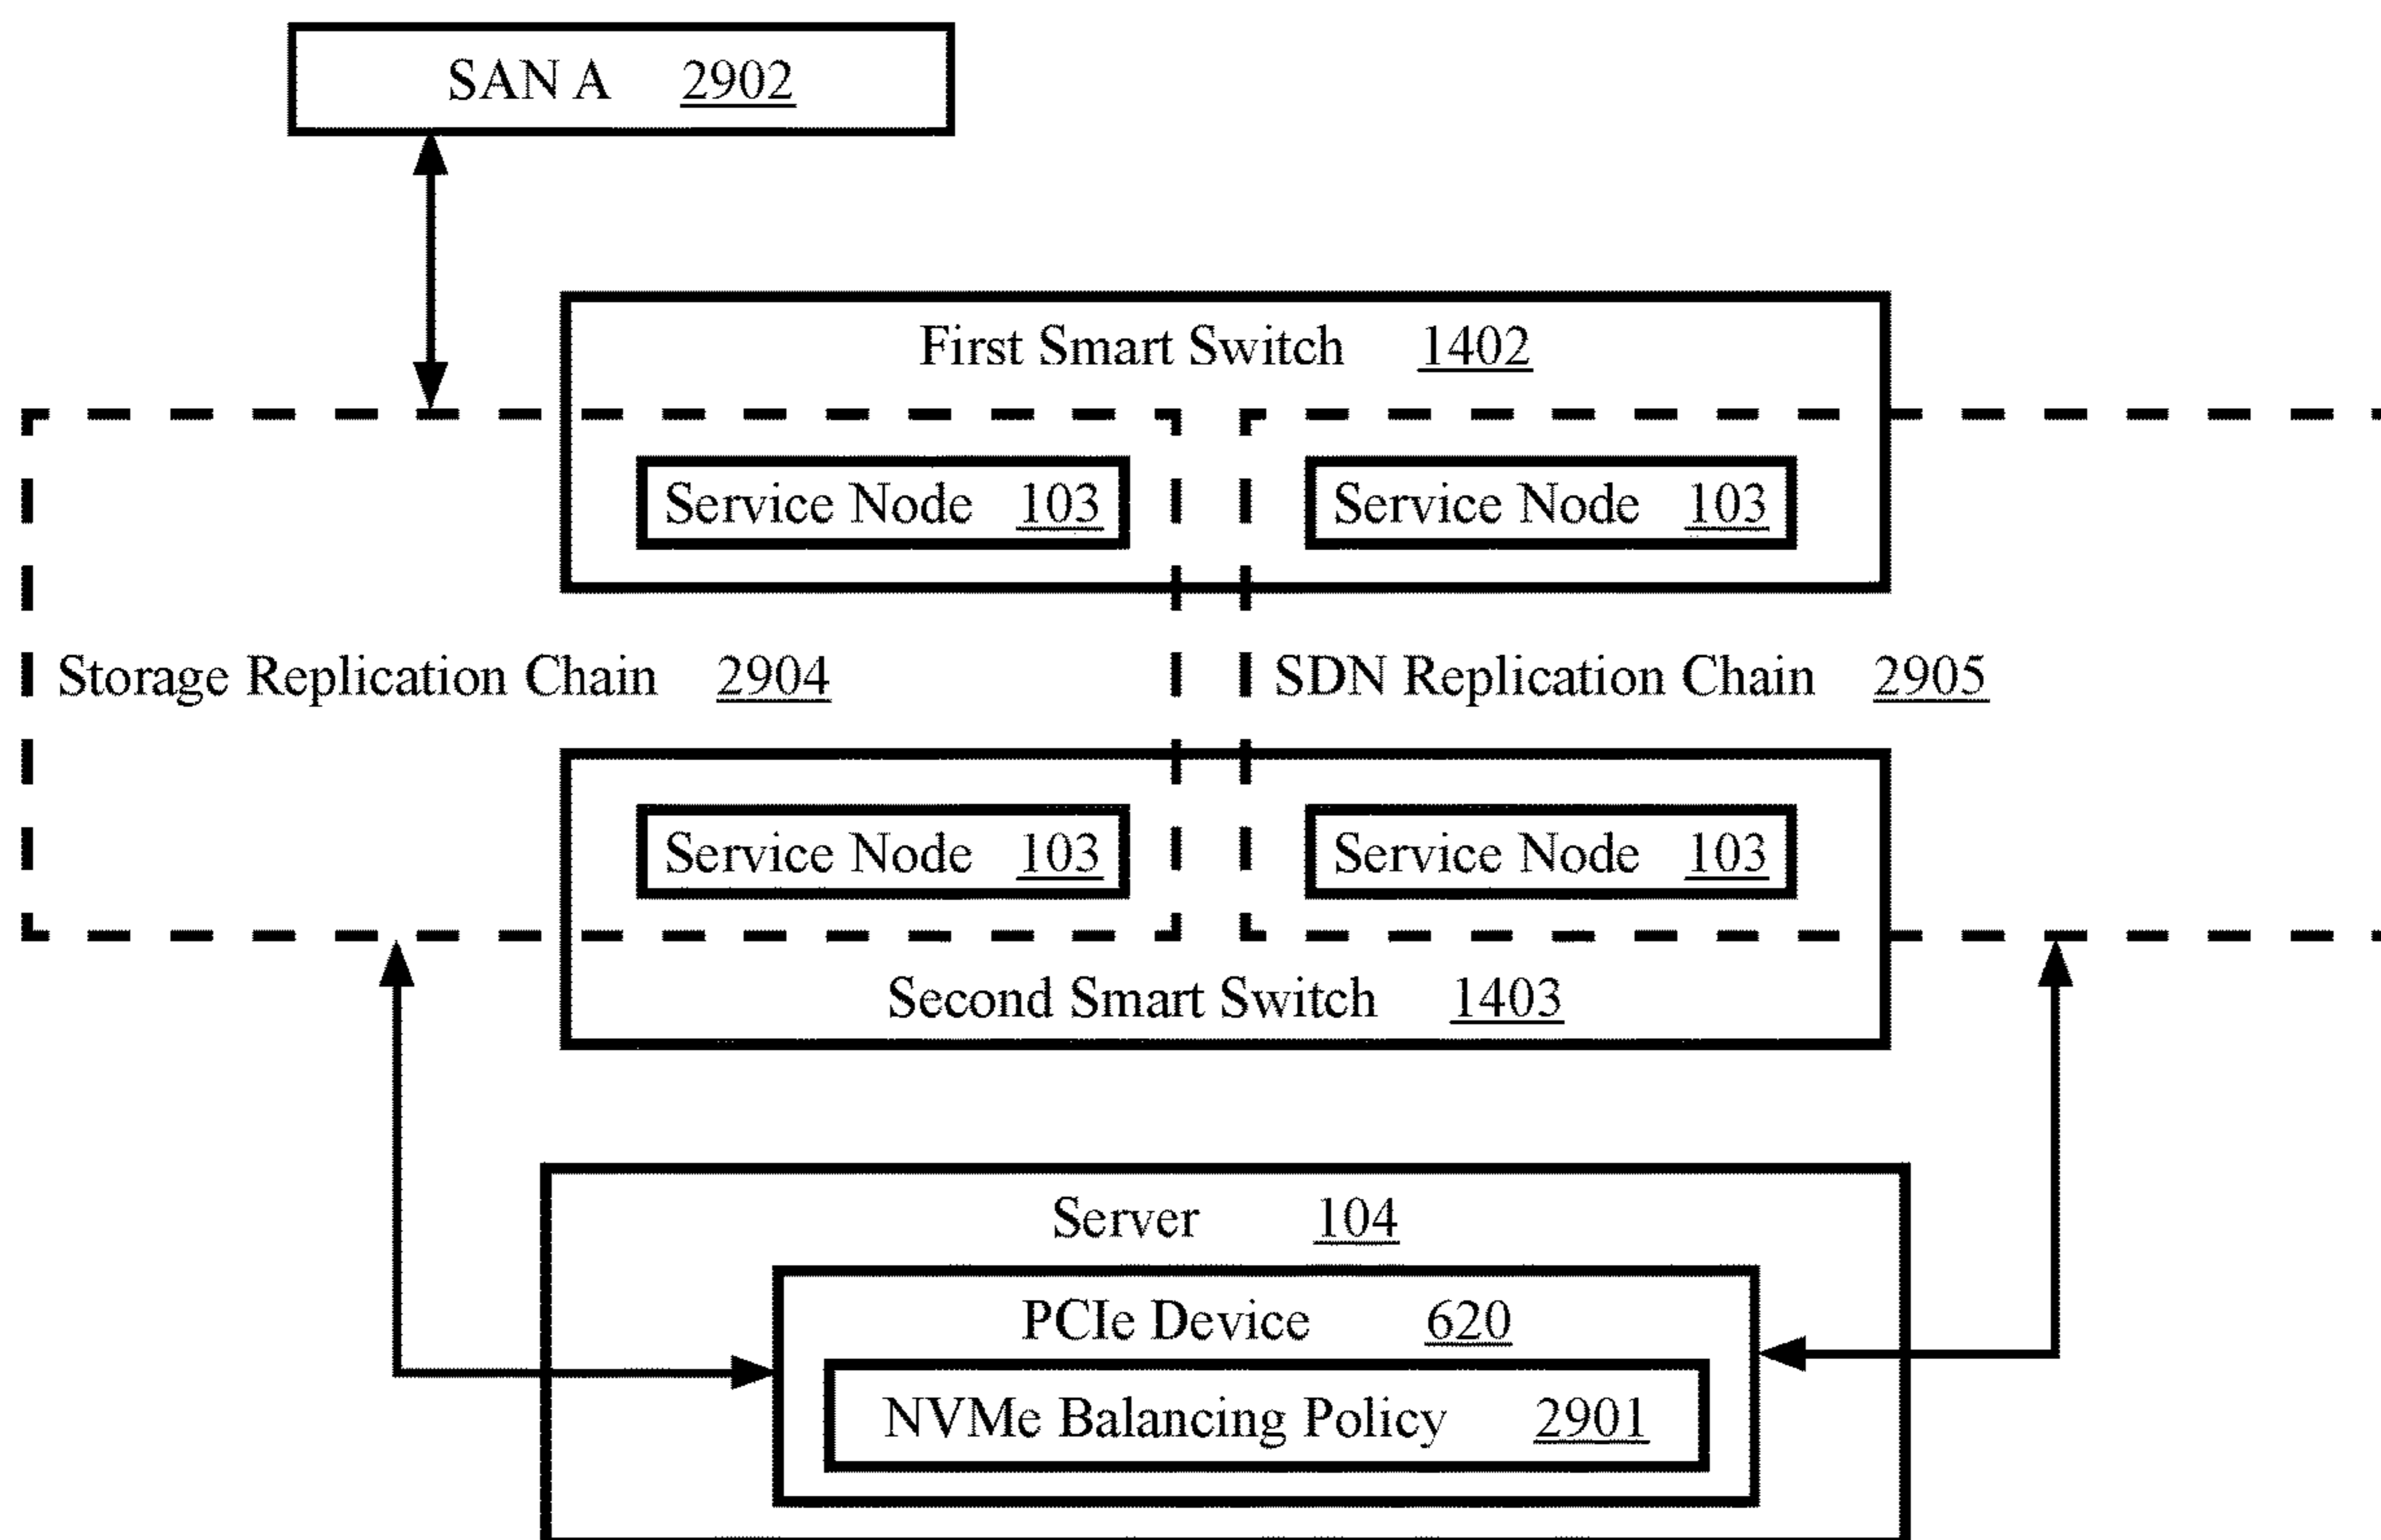 SAN A 2902
First Smart Switch 1402
Service Node 103 Service Node 103
Storage Replication Chain 2904 SDN Replication Chain 2905
Service Node 103 Service Node 103
Second Smart Switch 1403
Server 104
PCIe Device 620
NVMe Balancing Policy 2901